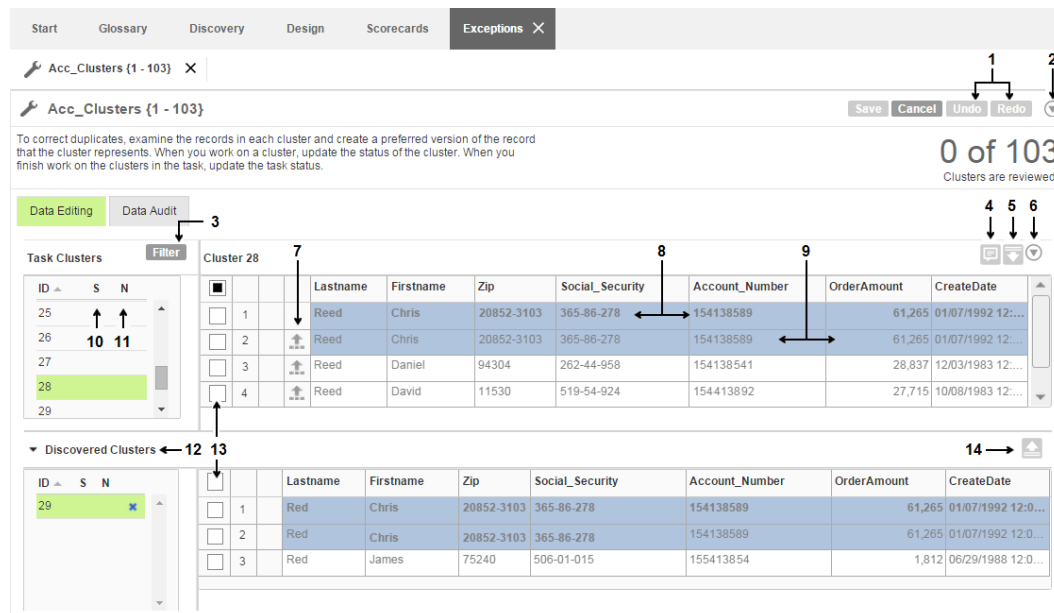 Start Glossary Discovery Design Scorecards Exceptions
Acc_Clusters {1 - 103}
1 2
Acc_Clusters {1 - 103}
Save Cancel Undo Redo
To correct duplicates, examine the records in each cluster and create a preferred version of the record
that the cluster represents. When you work on a cluster, update the status of the cluster. When you
finish work on the clusters in the task, update the task status.
0 of 103
Clusters are reviewed
Data Editing Data Audit
3 4 5 6
Task Clusters Filter Cluster 28 7 8 9
ID S N
25
26
27
28
29
10 11
Lastname Firstname Zip Social_Security Account_Number OrderAmount CreateDate
1 Reed Chris 20852-3103 365-86-278 154138589 61,265 01/07/1992 12:...
2 Reed Chris 20852-3103 365-86-278 154138589 61,265 01/07/1992 12:...
3 Reed Daniel 94304 262-44-958 154138541 28,837 12/03/1983 12:...
4 Reed David 11530 519-54-924 154413892 27,715 10/08/1983 12:...
Discovered Clusters 12 13 14
ID S N
29
Lastname Firstname Zip Social_Security Account_Number OrderAmount CreateDate
1 Red Chris 20852-3103 365-86-278 154138589 61,265 01/07/1992 12:0...
2 Red Chris 20852-3103 365-86-278 154138589 61,265 01/07/1992 12:0...
3 Red James 75240 506-01-015 155413854 1,812 06/29/1988 12:0...